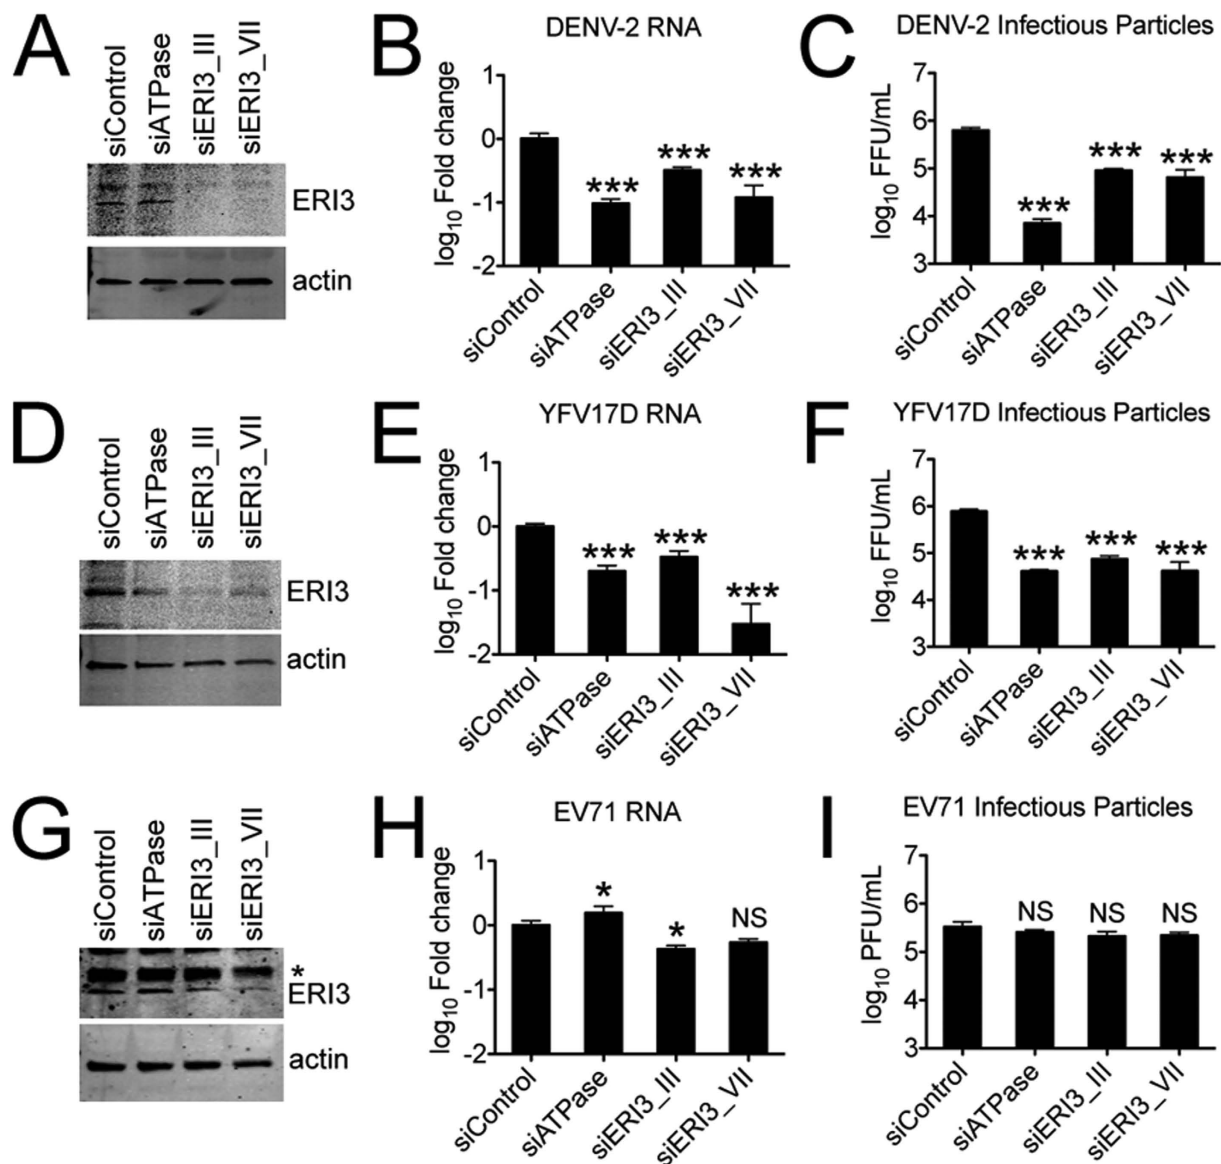 A
siControl
siATPase
siERI3_III
siERI3_VII
ERI3
actin
B
DENV-2 RNA
log10 Fold change
1
0
-1
-2
***
***
***
siControl
siATPase
siERI3_III
siERI3_VII
C
DENV-2 Infectious Particles
log10 FFU/mL
7
6
5
4
3
***
***
***
siControl
siATPase
siERI3_III
siERI3_VII
D
siControl
siATPase
siERI3_III
siERI3_VII
ERI3
actin
E
YFV17D RNA
log10 Fold change
1
0
-1
-2
***
***
***
siControl
siATPase
siERI3_III
siERI3_VII
F
YFV17D Infectious Particles
log10 FFU/mL
7
6
5
4
3
***
***
***
siControl
siATPase
siERI3_III
siERI3_VII
G
siControl
siATPase
siERI3_III
siERI3_VII
*
ERI3
actin
H
EV71 RNA
log10 Fold change
1
0
-1
-2
*
*
NS
siControl
siATPase
siERI3_III
siERI3_VII
I
EV71 Infectious Particles
log10 PFU/mL
7
6
5
4
3
NS
NS
NS
siControl
siATPase
siERI3_III
siERI3_VII